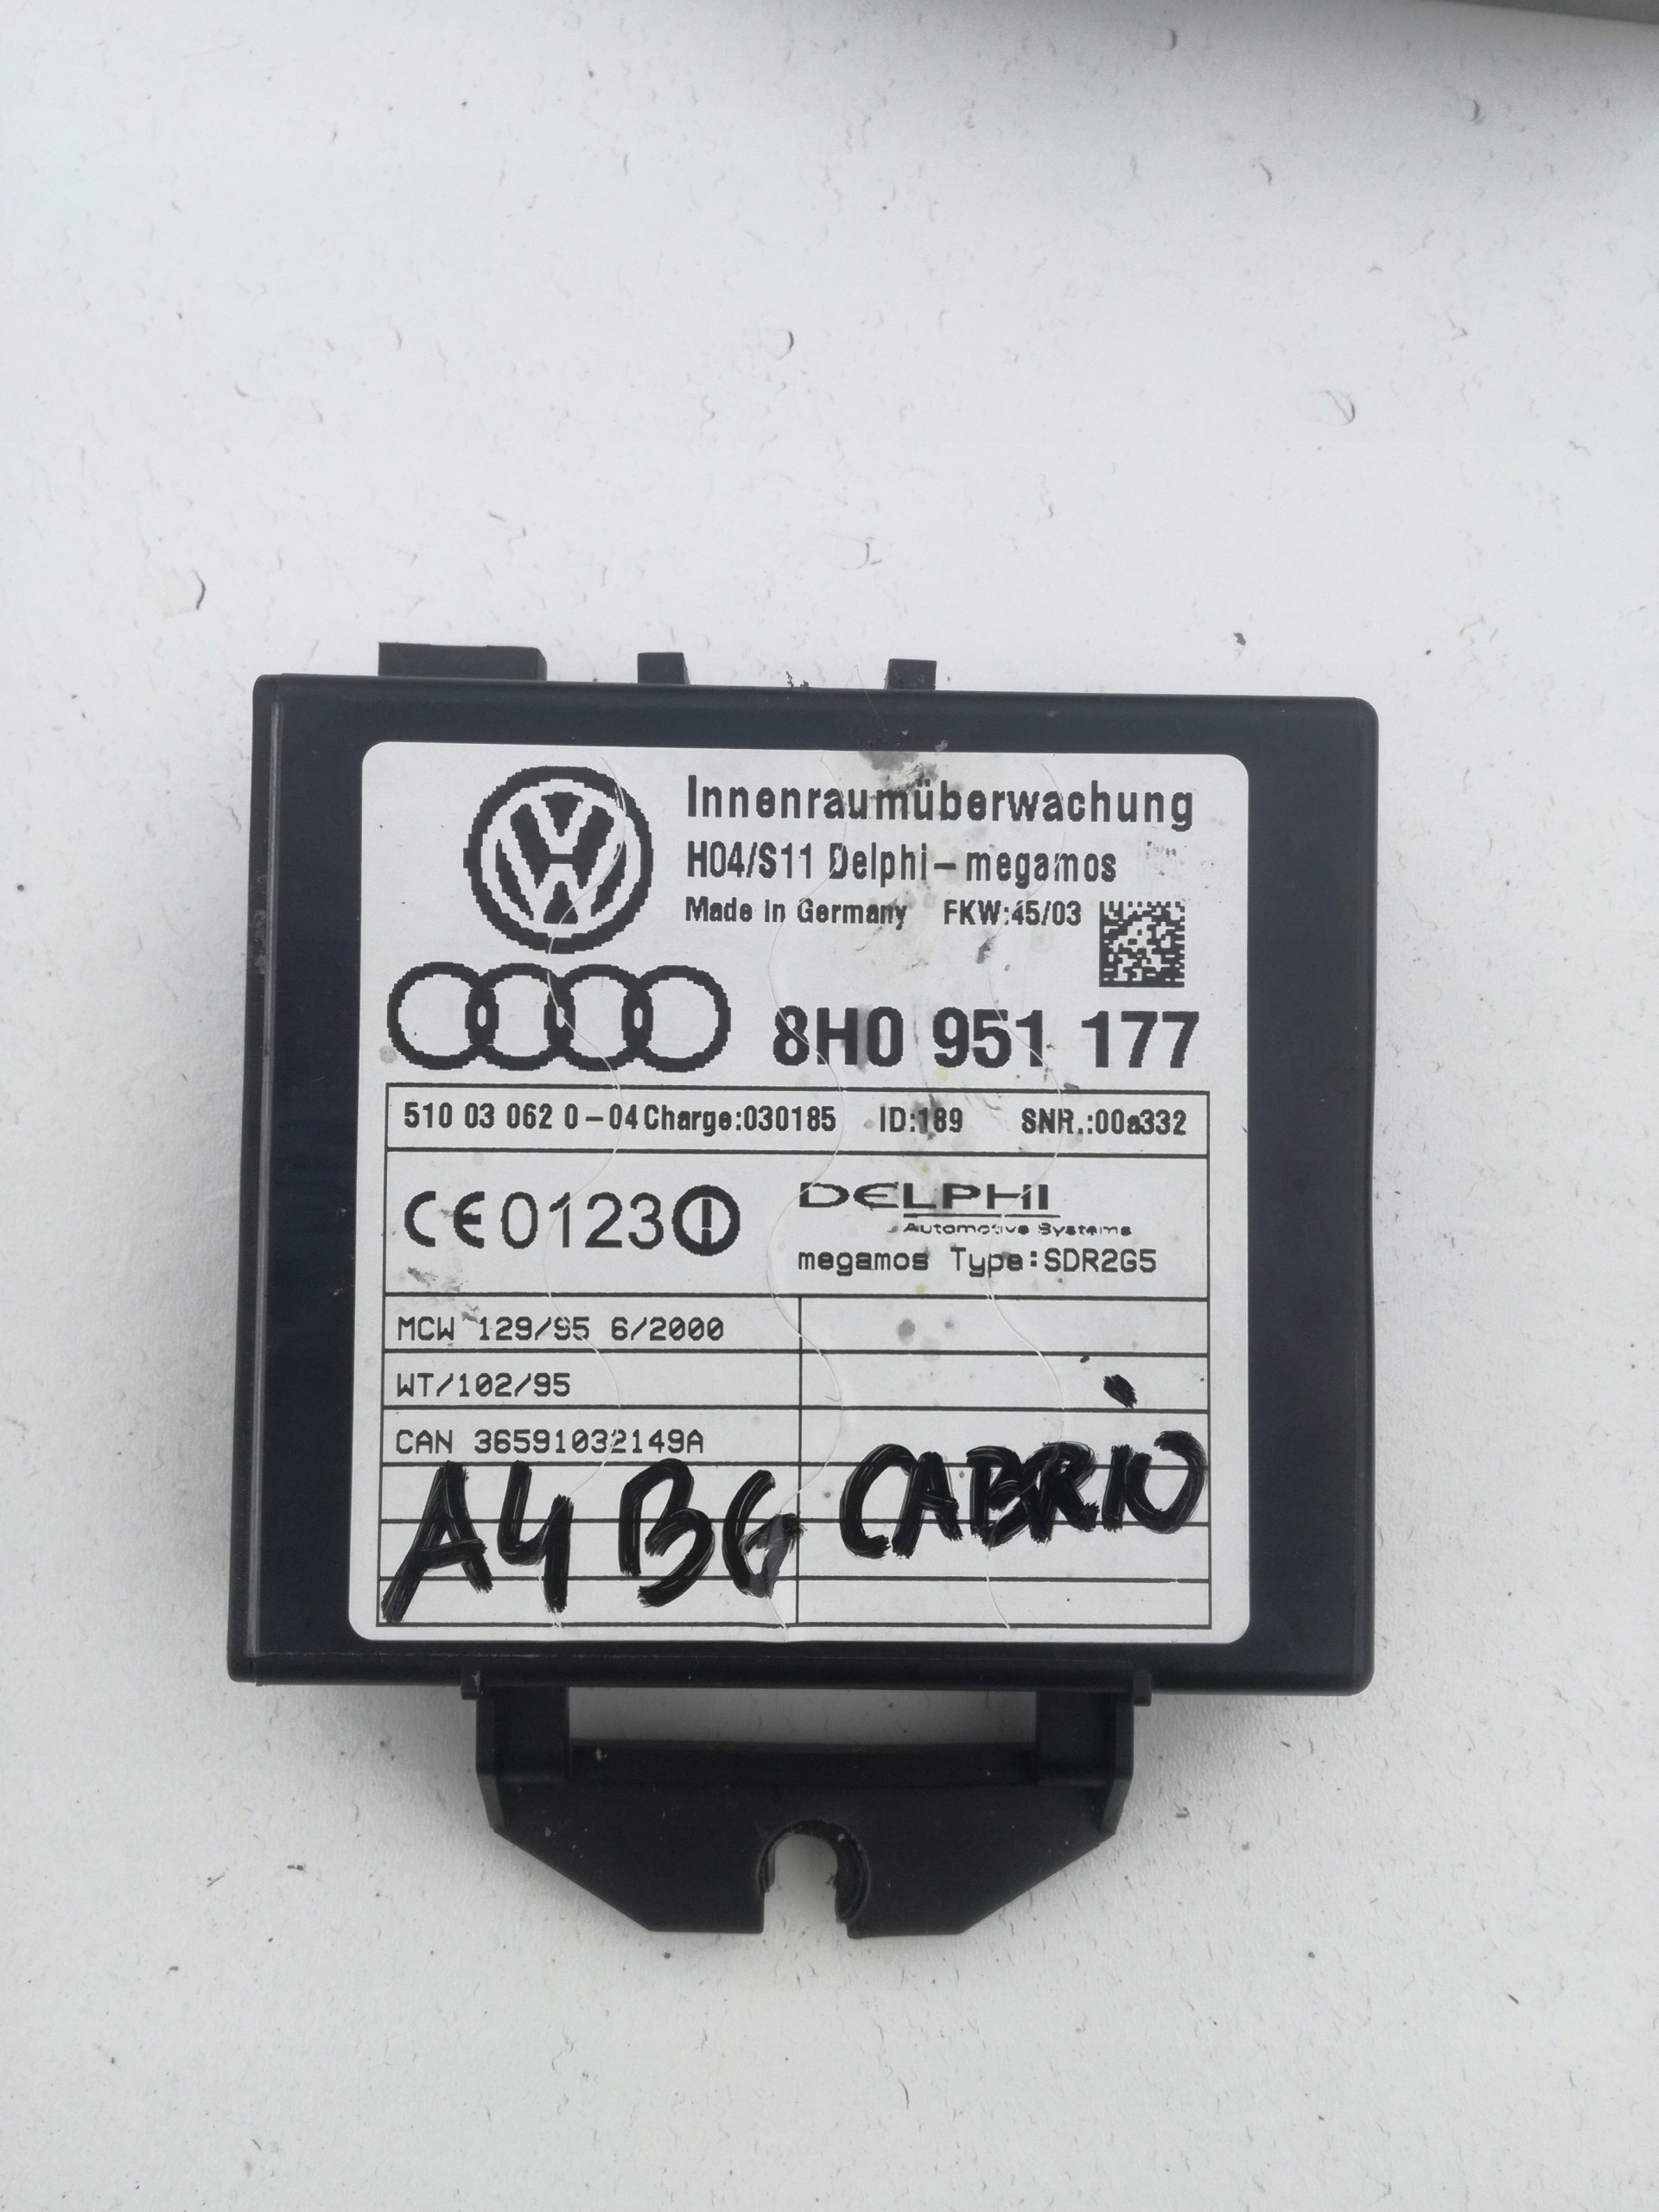 Innenraumüberwachung
H04/S11 Delphi-megamos
Made in Germany FKW:45/03
8H0 951 177
510 03 062 0-04 Charge:030185 ID:189 SNR.:00a332
CE0123
DELPHI
Automotive Systems
megamos Type:SDR2G5
MCW 129/95 6/2000
WT/102/95
CAN 36591032149A
A4 B6 CABRIO